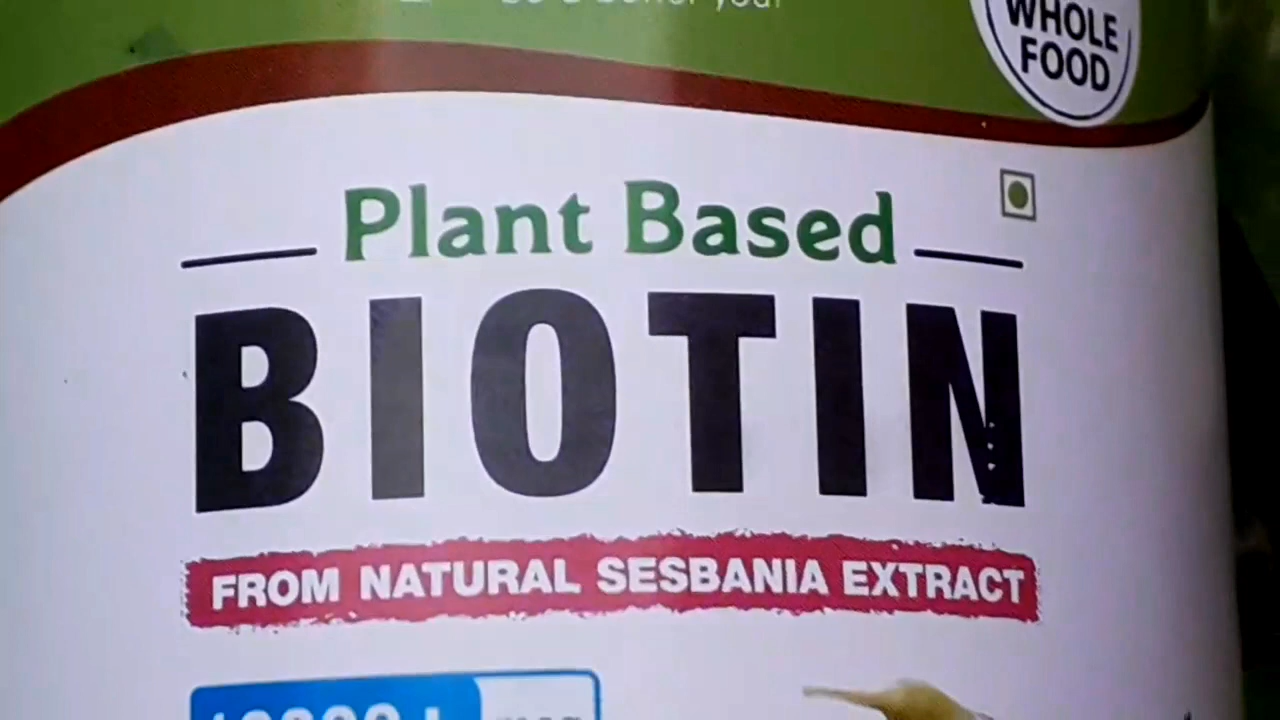 WHOLE
FOOD
Plant Based
BIOTIN
FROM NATURAL SESBANIA EXTRACT